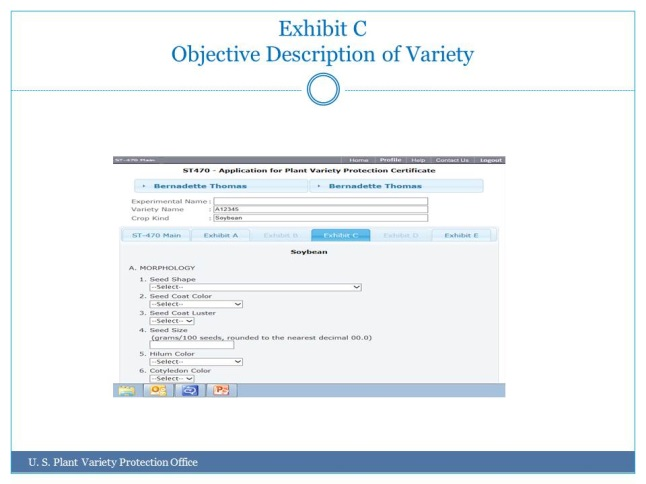 Exhibit C
Objective Description of Variety
ST-470 Main Home Profile Help Contact Us Logout
ST470 - Application for Plant Variety Protection Certificate
Bernadette Thomas Bernadette Thomas
Experimental Name:
Variety Name : A12345
Crop Kind : Soybean
ST-470 Main Exhibit A Exhibit B Exhibit C Exhibit D Exhibit E
Soybean
A. MORPHOLOGY
1. Seed Shape
--Select--
2. Seed Coat Color
--Select--
3. Seed Coat Luster
--Select--
4. Seed Size
(grams/100 seeds, rounded to the nearest decimal 00.0)
5. Hilum Color
--Select--
6. Cotyledon Color
--Select--
U. S. Plant Variety Protection Office